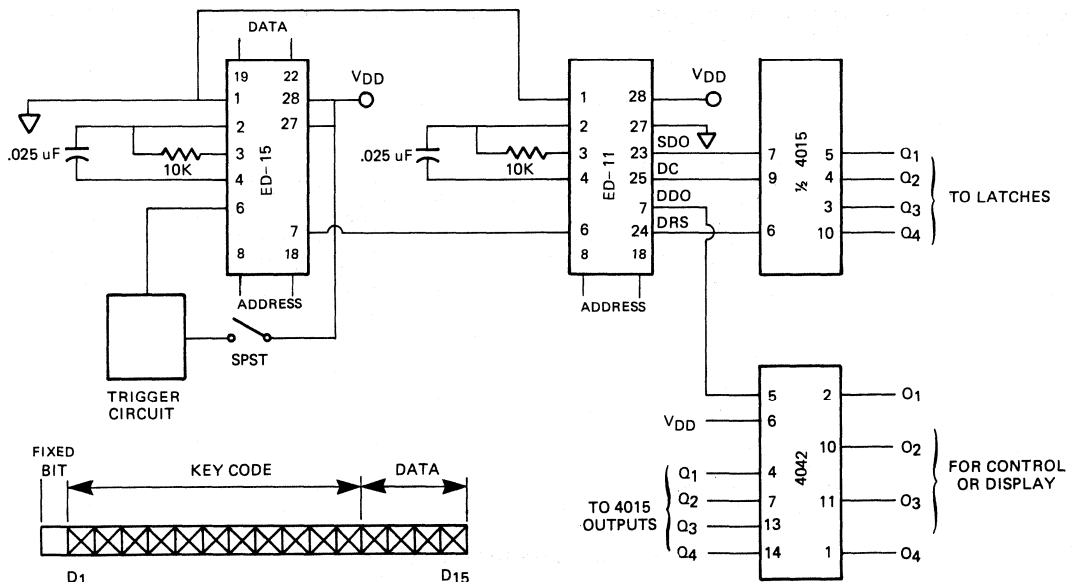 DATA
19 22
1 28 VDD
2 27
3
4
6
7
8 18
ED-15
.025 uF
10K
ADDRESS
SPST
TRIGGER
CIRCUIT
1 28 VDD
2 27
3 23 SDO
4 25 DC
7 DDO
6 24 DRS
8 18
ED-11
.025 uF
10K
ADDRESS
7 5 Q1
9 4 Q2
3 Q3
6 10 Q4
½ 4015
TO LATCHES
5 2 O1
VDD 6
10 O2
Q1 4
Q2 7
11 O3
Q3 13
Q4 14
1 O4
4042
TO 4015
OUTPUTS
FOR CONTROL
OR DISPLAY
FIXED
BIT
KEY CODE
DATA
D1
D15